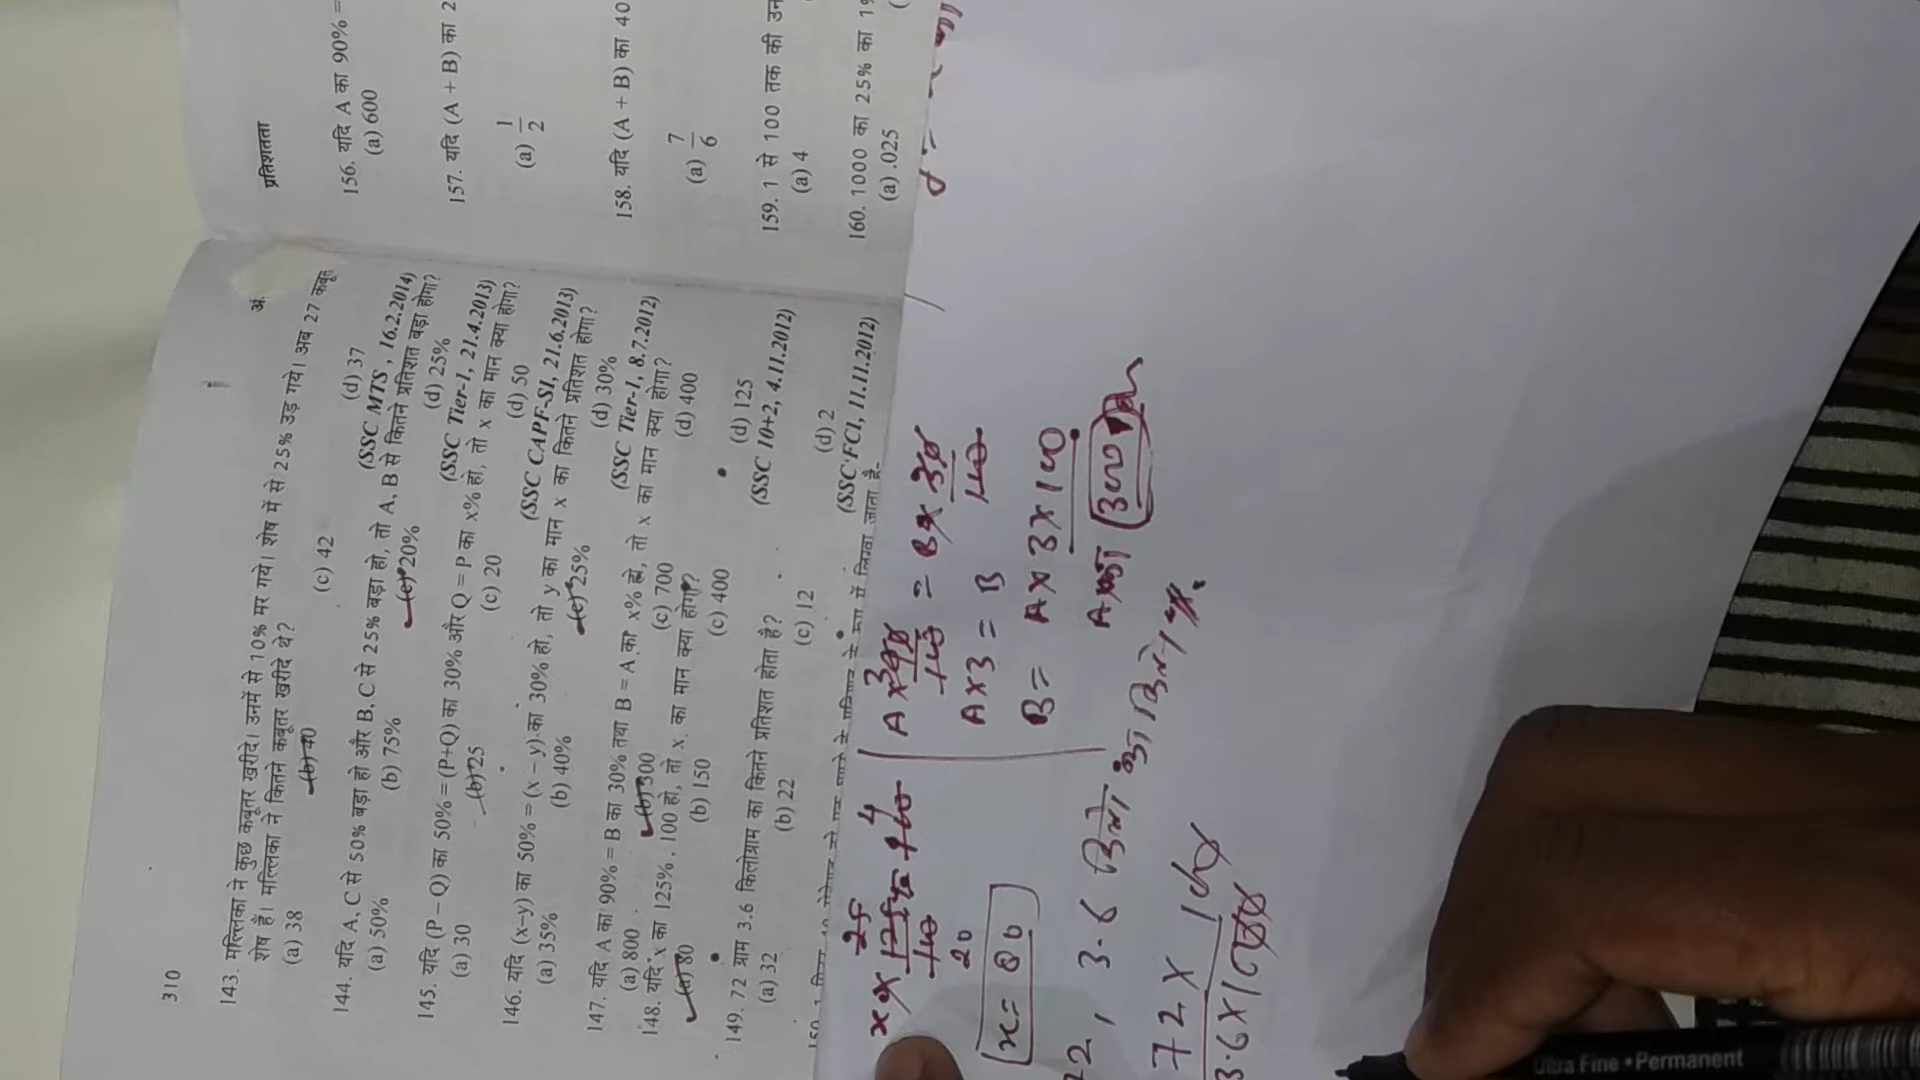 310
अं.
143. मल्लिका ने कुछ कबूतर खरीदे। उनमें से 10% मर गये। शेष में से 25% उड़ गये। अब 27 कबूत
शेष हैं। मल्लिका ने कितने कबूतर खरीदे थे?
(a) 38 (b) 40 (c) 42 (d) 37
(SSC MTS, 16.2.2014)
144. यदि A, C से 50% बड़ा हो और B, C से 25% बड़ा हो, तो A, B से कितने प्रतिशत बड़ा होगा?
(a) 50% (b) 75% (c) 20% (d) 25%
(SSC Tier-1, 21.4.2013)
145. यदि (P – Q) का 50% = (P+Q) का 30% और Q = P का x% हो, तो x का मान क्या होगा?
(a) 30 (b) 25 (c) 20 (d) 50
(SSC CAPF-SI, 21.6.2013)
146. यदि (x–y) का 50% = (x – y) का 30% हो, तो y का मान x का कितने प्रतिशत होगा?
(a) 35% (b) 40% (c) 25% (d) 30%
(SSC Tier-1, 8.7.2012)
147. यदि A का 90% = B का 30% तथा B = A का x% हो, तो x का मान क्या होगा?
(a) 800 (b) 300 (c) 700 (d) 400
148. यदि x का 125%, 100 हो, तो x का मान क्या होगा?
(a) 80 (b) 150 (c) 400 (d) 125
(SSC 10+2, 4.11.2012)
149. 72 ग्राम 3.6 किलोग्राम का कितने प्रतिशत होता है?
(a) 32 (b) 22 (c) 12 (d) 2
(SSC FCI, 11.11.2012)
प्रतिशतता
156. यदि A का 90% =
(a) 600
157. यदि (A + B) का 2
(a) 1/2
158. यदि (A + B) का 40
(a) 7/6
159. 1 से 100 तक की उन
(a) 4
160. 1000 का 25% का 1
(a) .025
x = 80
A × 3 = B
B = A × 3 × 100
A का 300
72 ×
3.6 × 10
Ultra Fine • Permanent